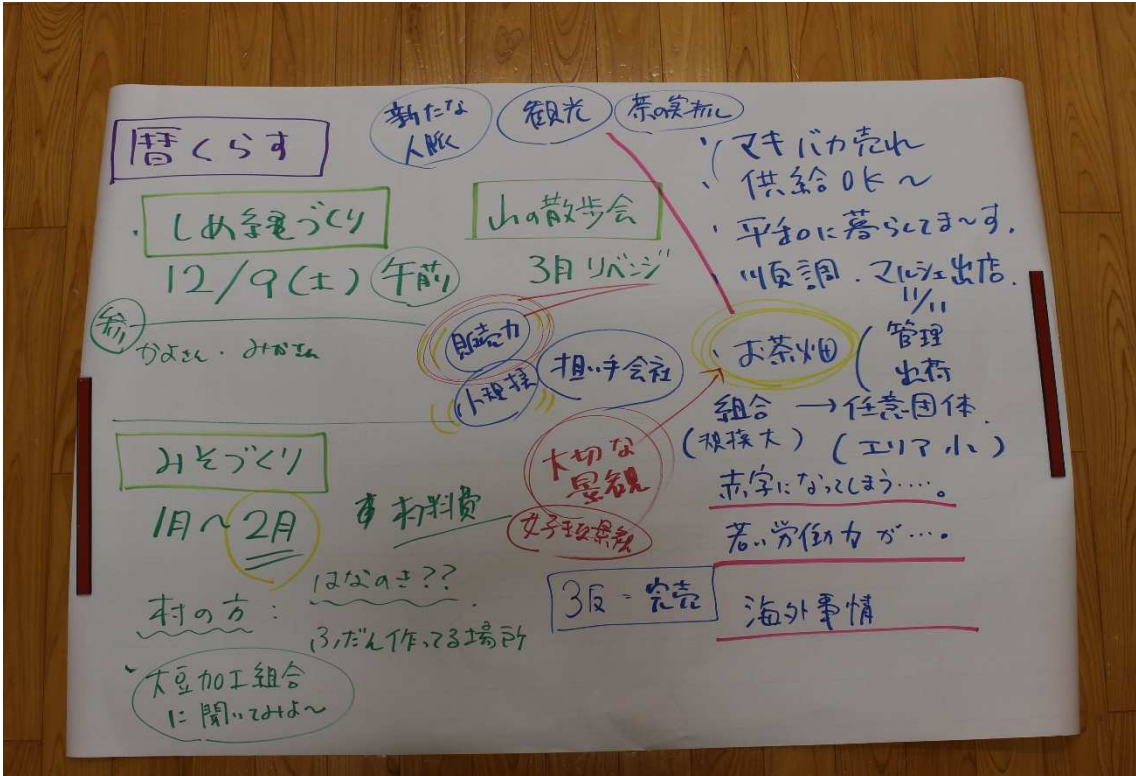 暦くらす
・しめ縄づくり
12/9(土) 午前
かよさん・みかさん
みそづくり
1月〜2月
材料費
村の方:はなのき??
ふだん作ってる場所
大豆加工組合
に聞いてみよ〜
新たな
人脈
観光
茶の実
山の散歩会
3月リベンジ
販売力
小規模
担い手会社
大切な
景観
3反=完売
・マキバカ売れ
・供給OK〜
・平和に暮らしてま〜す。
・順調.マルシェ出店.
11/11
・お茶畑
管理
出荷
組合→任意団体.
(規模大)(エリア小)
赤字になってしまう‥‥。
若い労働力が‥‥。
海外事情